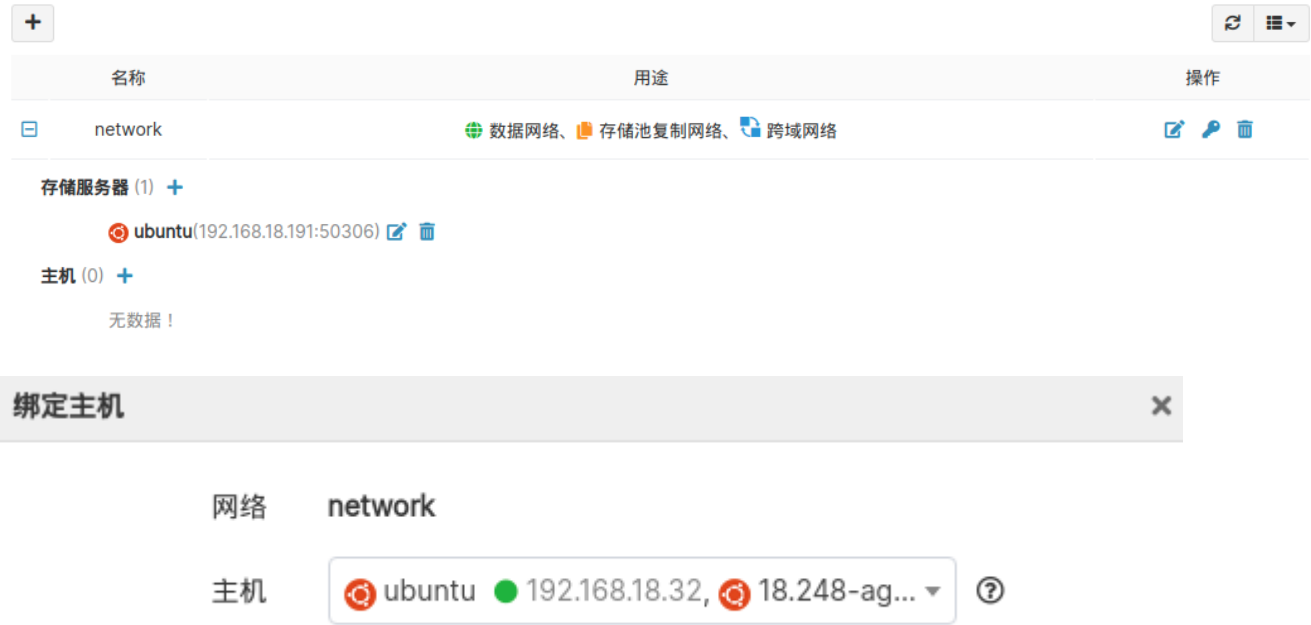 名称 用途 操作
network 数据网络、 存储池复制网络、 跨域网络
存储服务器 (1)
ubuntu(192.168.18.191:50306)
主机 (0)
无数据！
绑定主机
网络 network
主机 ubuntu 192.168.18.32, 18.248-ag...